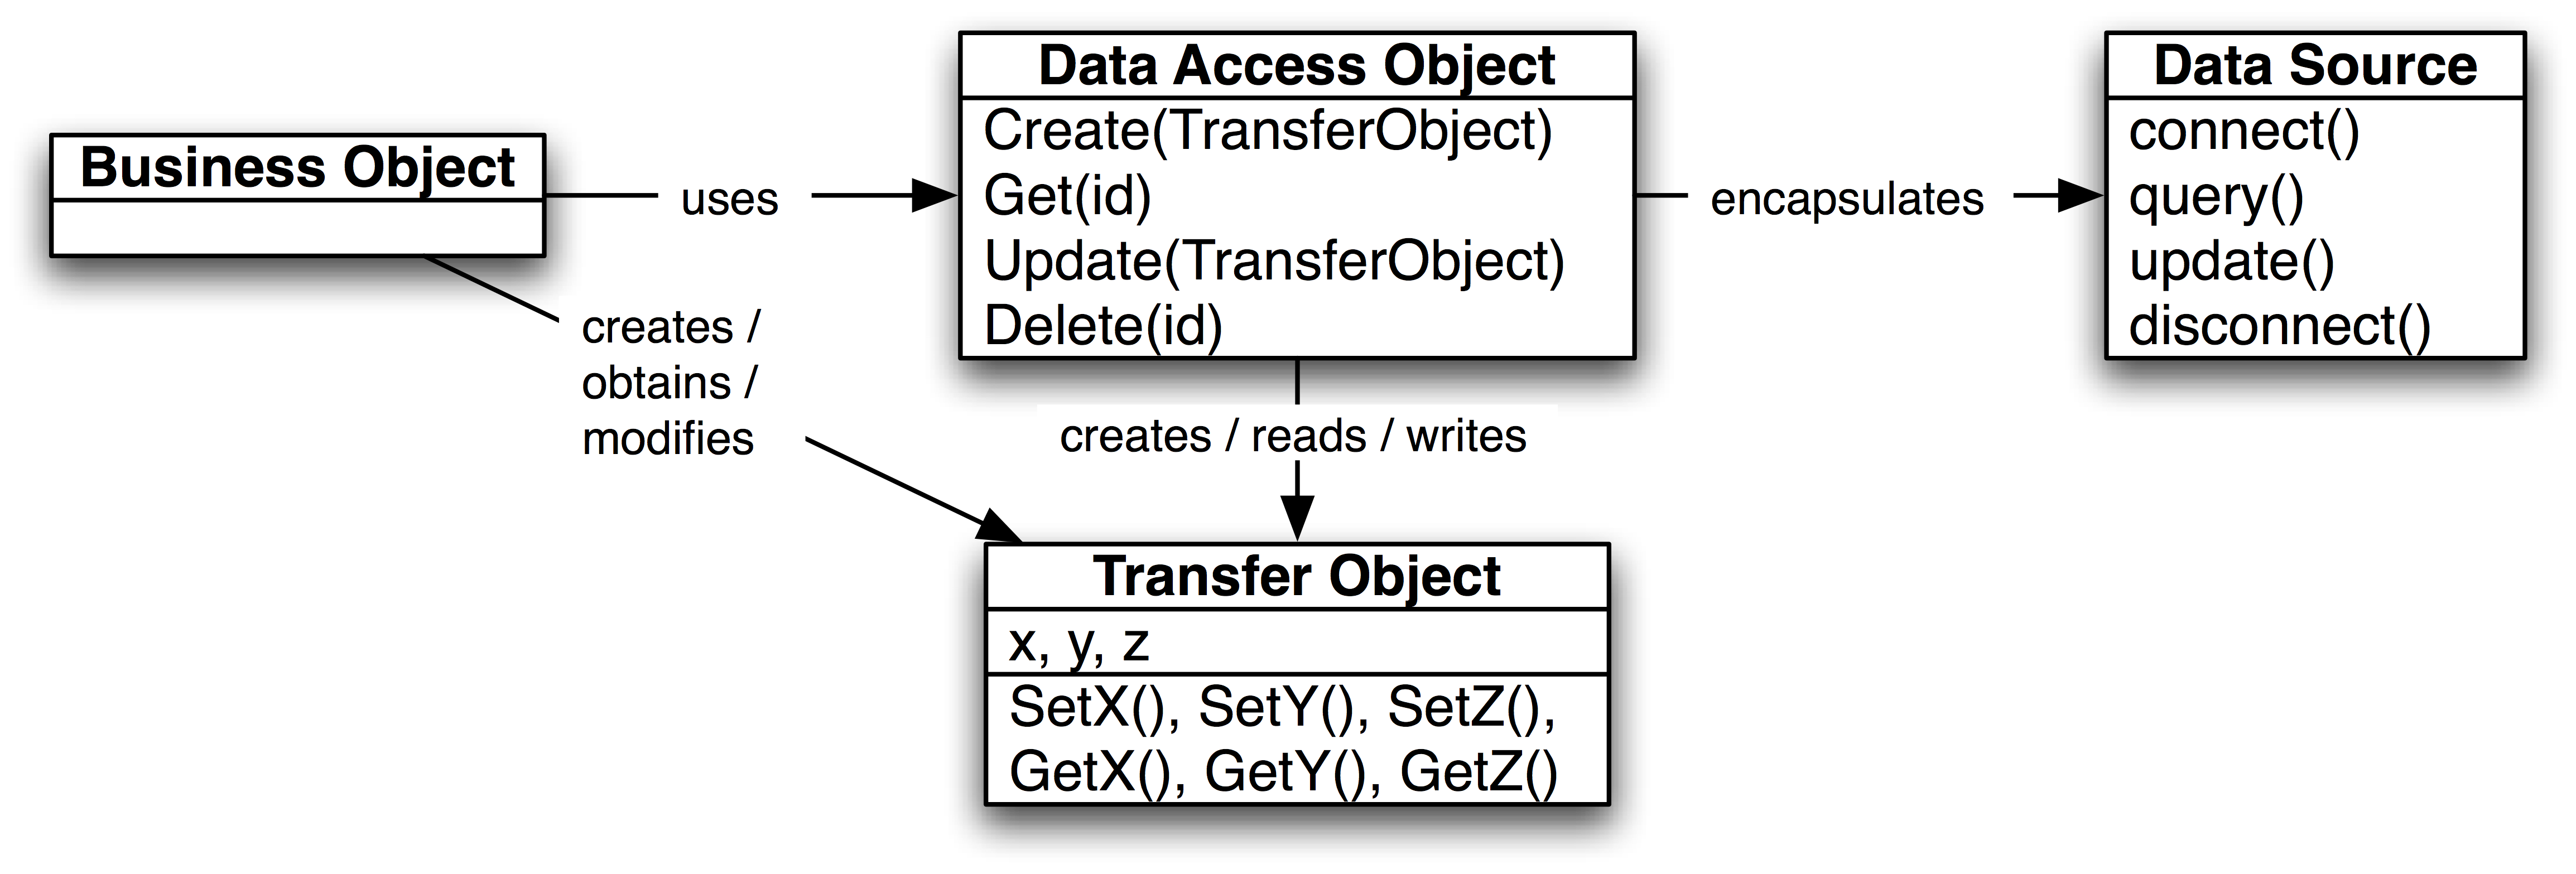 Business Object
uses
creates /
obtains /
modifies
Data Access Object
Create(TransferObject)
Get(id)
Update(TransferObject)
Delete(id)
encapsulates
Data Source
connect()
query()
update()
disconnect()
creates / reads / writes
Transfer Object
x, y, z
SetX(), SetY(), SetZ(),
GetX(), GetY(), GetZ()